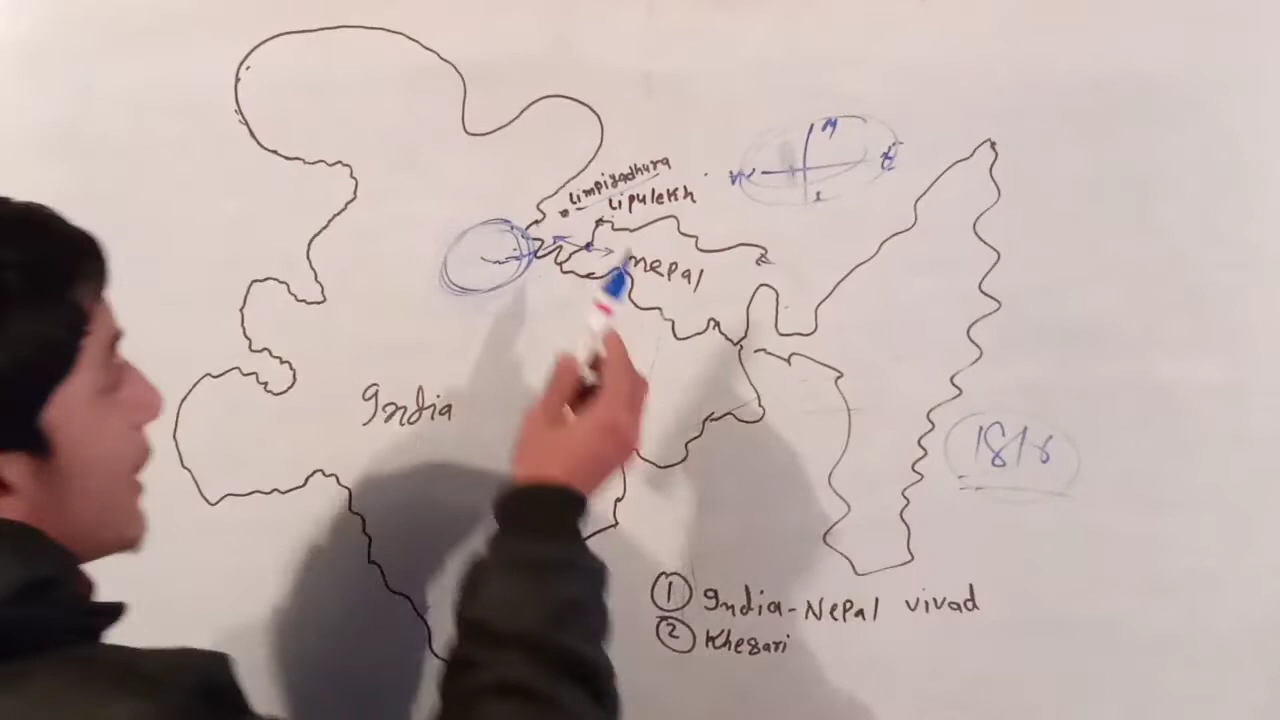 N
W E
S
Limpiyadhura
Lipulekh
Nepal
India
1816
① India-Nepal vivad
② Khesari